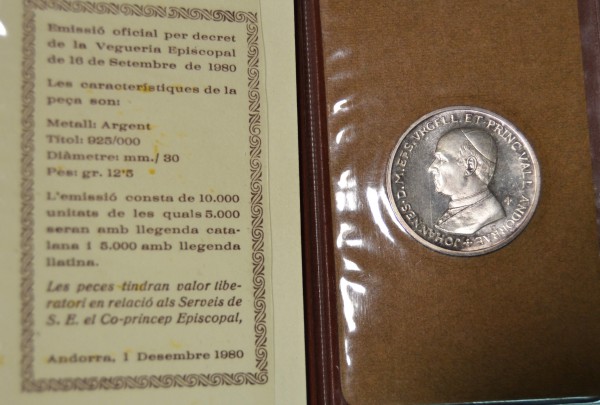 Emissió oficial per decret
de la Vegueria Episcopal
de 16 de Setembre de 1980
Les característiques de la
peça son:
Metall: Argent
Títol: 925/000
Diàmetre: mm./ 30
Pés: gr. 12'5
L'emissió consta de 10.000
unitats de les quals 5.000
seran amb llegenda cata-
lana i 5.000 amb llegenda
llatina.
Les peces tindran valor libe-
ratori en relació als Serveis de
S. E. el Co-príncep Episcopal,
Andorra, 1 Desembre 1980
JOHANNES·D.M.EPS.VRGELL.ET·PRINC.VALL.ANDORRAE